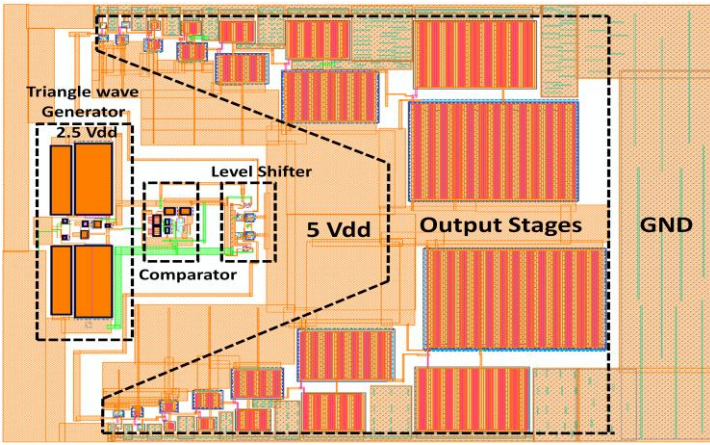 Triangle wave
Generator
2.5 Vdd
Level Shifter
Comparator
5 Vdd
Output Stages
GND